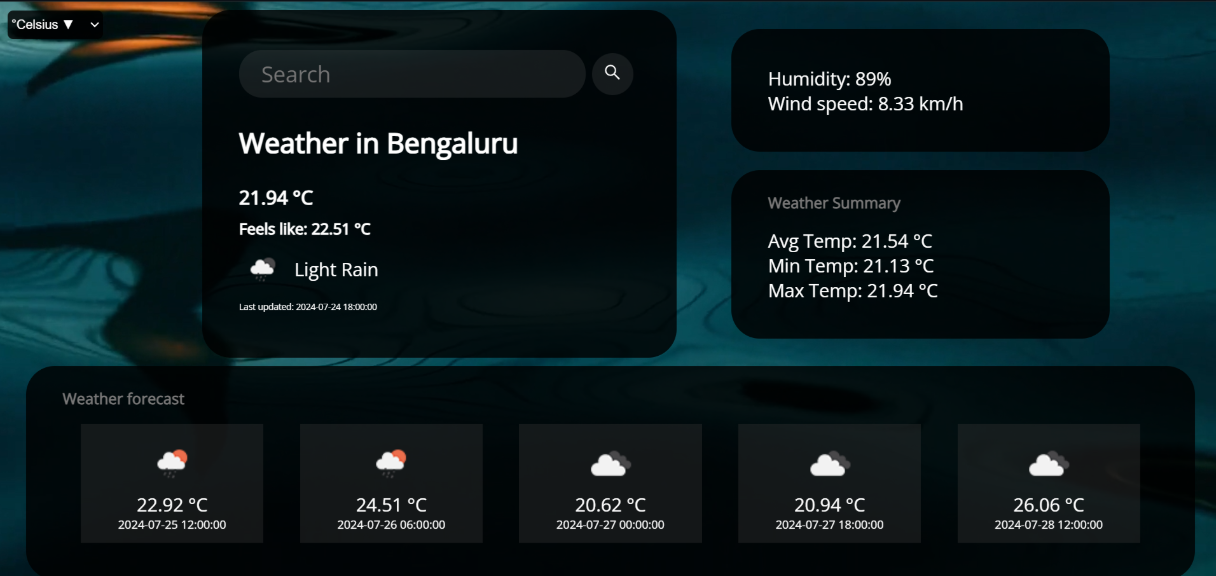 °Celsius ▼
Search
Weather in Bengaluru
21.94 °C
Feels like: 22.51 °C
Light Rain
Last updated: 2024-07-24 18:00:00
Humidity: 89%
Wind speed: 8.33 km/h
Weather Summary
Avg Temp: 21.54 °C
Min Temp: 21.13 °C
Max Temp: 21.94 °C
Weather forecast
22.92 °C
2024-07-25 12:00:00
24.51 °C
2024-07-26 06:00:00
20.62 °C
2024-07-27 00:00:00
20.94 °C
2024-07-27 18:00:00
26.06 °C
2024-07-28 12:00:00